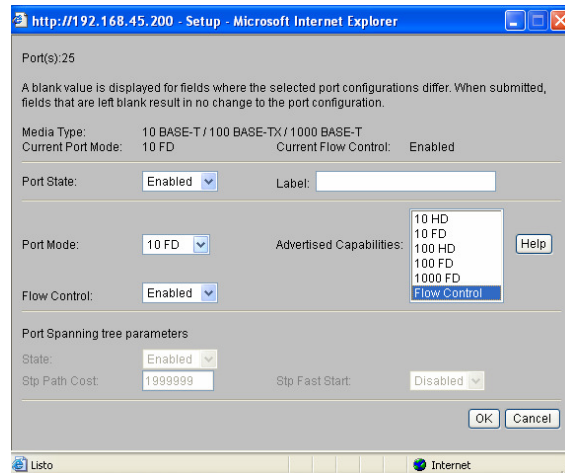 http://192.168.45.200 - Setup - Microsoft Internet Explorer
Port(s):25
A blank value is displayed for fields where the selected port configurations differ. When submitted,
fields that are left blank result in no change to the port configuration.
Media Type: 10 BASE-T / 100 BASE-TX / 1000 BASE-T
Current Port Mode: 10 FD Current Flow Control: Enabled
Port State: Enabled Label:
10 HD
10 FD
Port Mode: 10 FD Advertised Capabilities: 100 HD Help
100 FD
1000 FD
Flow Control: Enabled Flow Control
Port Spanning tree parameters
State: Enabled
Stp Path Cost: 1999999 Stp Fast Start: Disabled
OK Cancel
Listo Internet